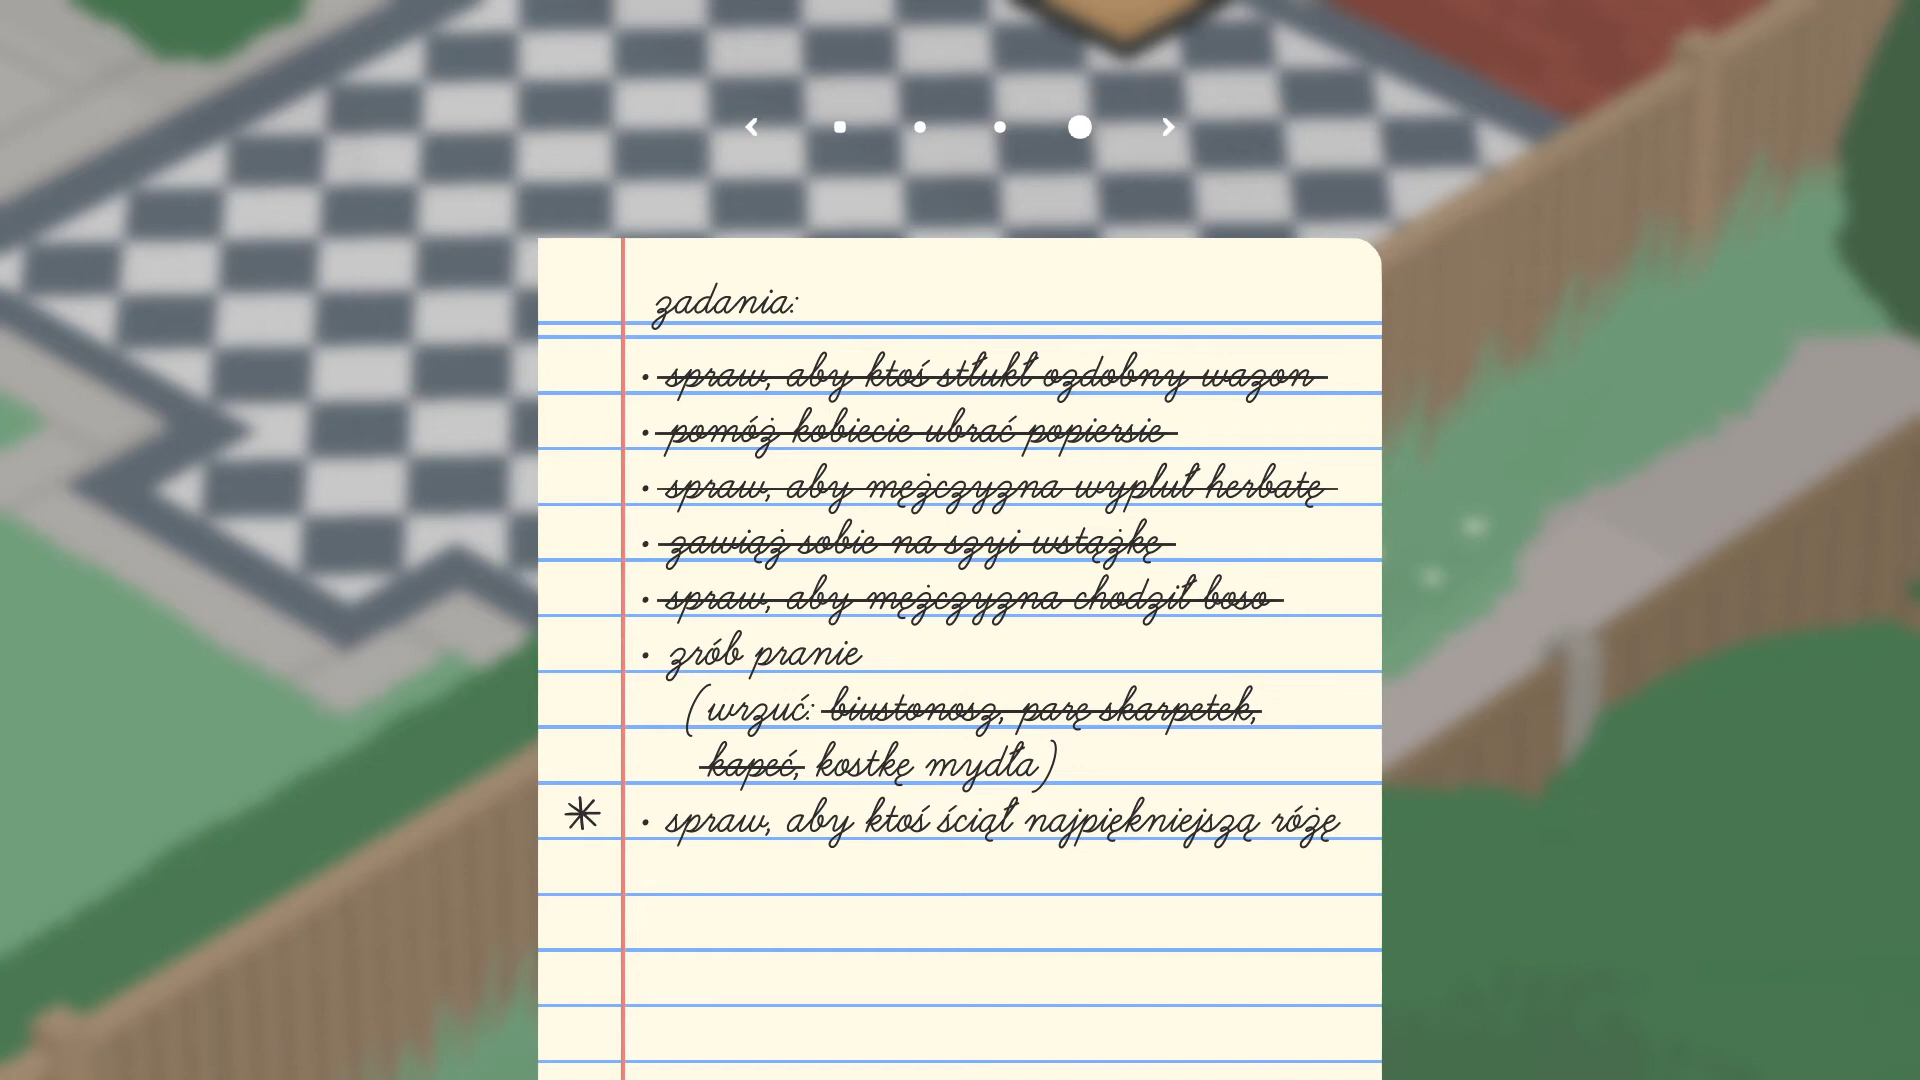 zadania:
• spraw, aby ktoś stłukł ozdobny wazon
• pomóż kobiecie ubrać popiersie
• spraw, aby mężczyzna wypluł herbatę
• zawiąż sobie na szyi wstążkę
• spraw, aby mężczyzna chodził boso
• zrób pranie
(wrzuć: biustonosz, parę skarpetek,
kapeć, kostkę mydła)
• spraw, aby ktoś ściął najpiękniejszą różę